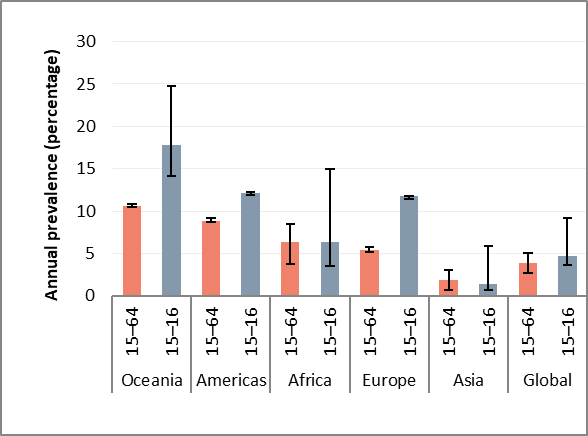 Annual prevalence (percentage)
30
25
20
15
10
5
0
15–64 15–16 15–64 15–16 15–64 15–16 15–64 15–16 15–64 15–16 15–64 15–16
Oceania Americas Africa Europe Asia Global